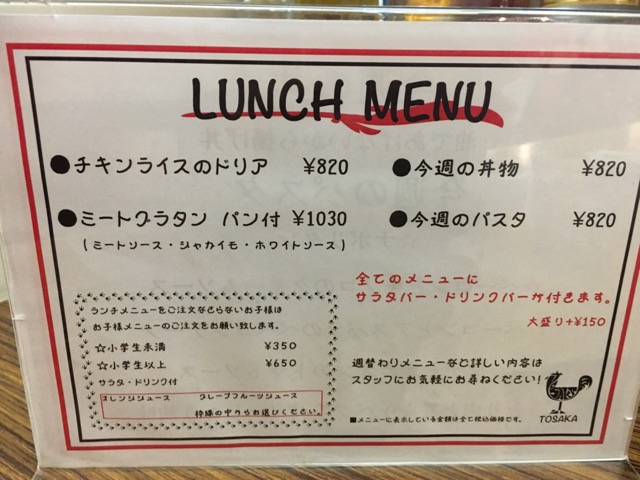 LUNCH MENU
●チキンライスのドリア ¥820
●今週の丼物 ¥820
●ミートグラタン パン付 ¥1030
(ミートソース・ジャガイモ・ホワイトソース)
●今週のパスタ ¥820
全てのメニューに
サラダバー・ドリンクバーが付きます。
大盛り+¥150
ランチメニューをご注文なさらないお子様は
お子様メニューのご注文をお願い致します。
☆小学生未満 ¥350
☆小学生以上 ¥650
サラダ・ドリンク付
オレンジジュース グレープフルーツジュース
枠線の中からお選びください。
週替わりメニューなど詳しい内容は
スタッフにお気軽にお尋ねください!
■メニューに表示している金額は全て税込価格です。
TOSAKA